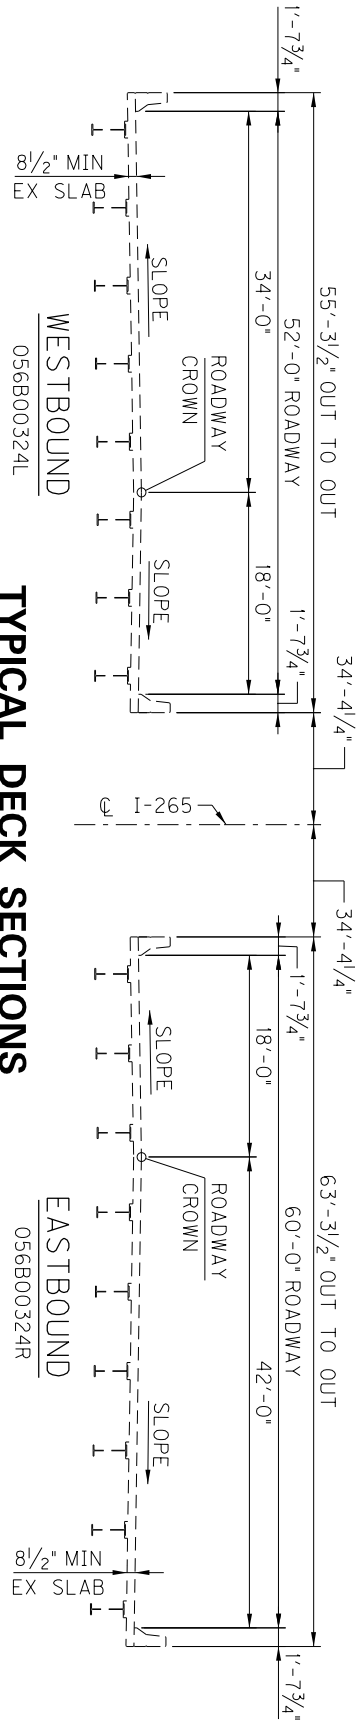 55'-3½" OUT TO OUT
34'-4¼"
34'-4¼"
63'-3½" OUT TO OUT
1'-7¾"
52'-0" ROADWAY
1'-7¾"
1'-7¾"
60'-0" ROADWAY
1'-7¾"
34'-0"
18'-0"
18'-0"
42'-0"
ROADWAY
CROWN
ROADWAY
CROWN
SLOPE
SLOPE
SLOPE
SLOPE
℄ I-265
8½" MIN
EX SLAB
8½" MIN
EX SLAB
WESTBOUND
056B00324L
EASTBOUND
056B00324R
TYPICAL DECK SECTIONS